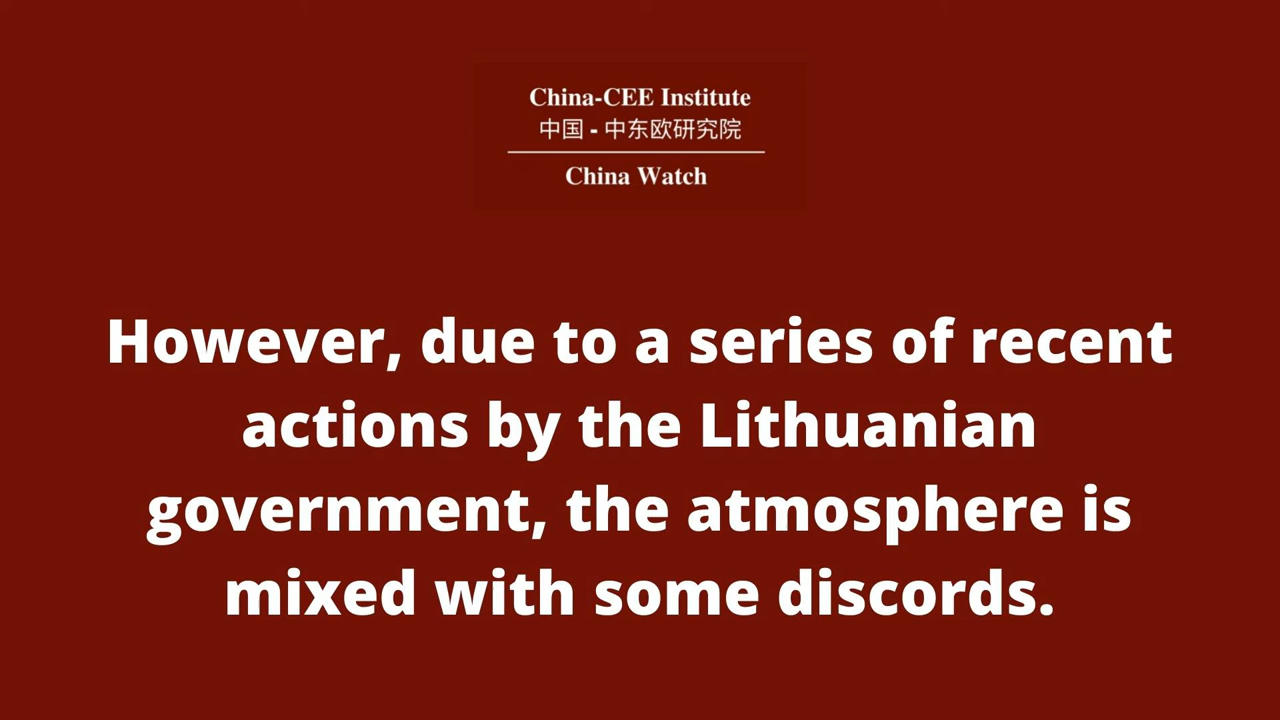 China-CEE Institute
中国 - 中东欧研究院
China Watch
However, due to a series of recent
actions by the Lithuanian
government, the atmosphere is
mixed with some discords.